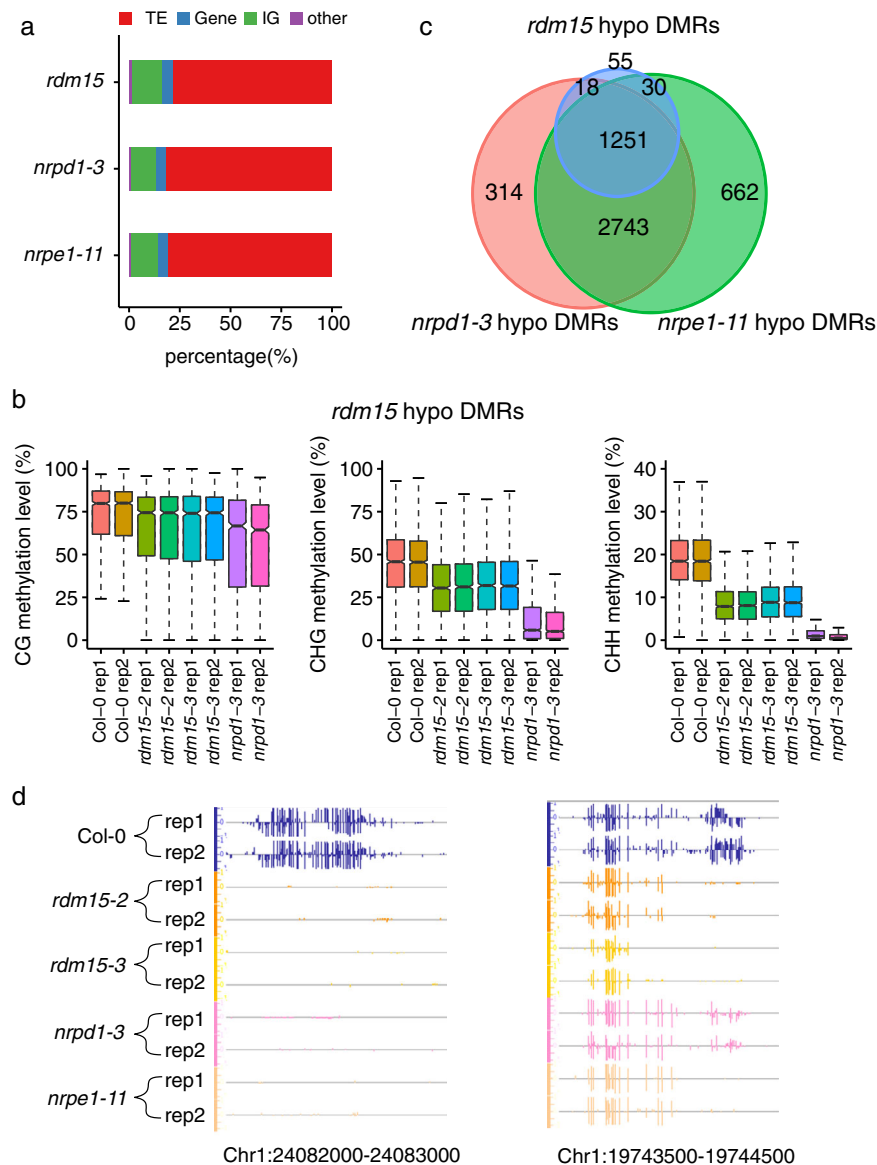 a
TE Gene IG other
rdm15
nrpd1-3
nrpe1-11
0 25 50 75 100
percentage(%)
c
rdm15 hypo DMRs
55
18 30
1251
314
662
2743
nrpd1-3 hypo DMRs
nrpe1-11 hypo DMRs
b
rdm15 hypo DMRs
CG methylation level (%)
100
75
50
25
0
Col−0 rep1
Col−0 rep2
rdm15−2 rep1
rdm15−2 rep2
rdm15−3 rep1
rdm15−3 rep2
nrpd1−3 rep1
nrpd1−3 rep2
CHG methylation level (%)
100
75
50
25
0
Col−0 rep1
Col−0 rep2
rdm15−2 rep1
rdm15−2 rep2
rdm15−3 rep1
rdm15−3 rep2
nrpd1−3 rep1
nrpd1−3 rep2
CHH methylation level (%)
40
30
20
10
0
Col−0 rep1
Col−0 rep2
rdm15−2 rep1
rdm15−2 rep2
rdm15−3 rep1
rdm15−3 rep2
nrpd1−3 rep1
nrpd1−3 rep2
d
Col-0
rep1
rep2
rdm15-2
rep1
rep2
rdm15-3
rep1
rep2
nrpd1-3
rep1
rep2
nrpe1-11
rep1
rep2
Chr1:24082000-24083000
Chr1:19743500-19744500